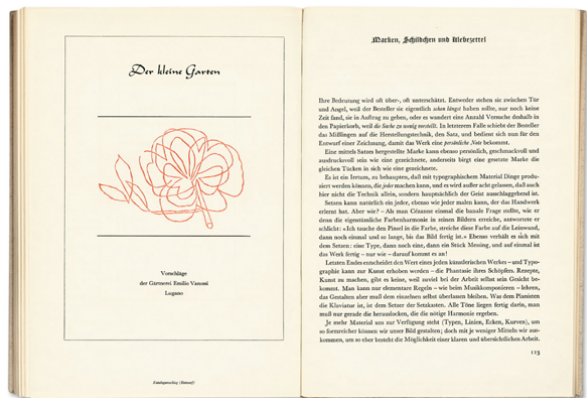 Der kleine Garten
Vorschläge
der Gärtnerei Emilio Vanoni
Lugano
Katalogumschlag (Entwurf)
Marken, Schildchen und Klebezettel
Ihre Bedeutung wird oft über-, oft unterschätzt. Entweder stehen sie zwischen Tür
und Angel, weil der Besteller sie eigentlich schon längst haben sollte, nur noch keine
Zeit fand, sie in Auftrag zu geben, oder es wandert eine Anzahl Versuche deshalb in
den Papierkorb, weil die Sache zu wenig vorstellt. In letzterem Falle schiebt der Besteller
das Mißlingen auf die Herstellungstechnik, den Satz, und bedient sich nun für den
Entwurf einer Zeichnung, damit das Werk eine persönliche Note bekommt.
Eine mittels Satzes hergestellte Marke kann ebenso persönlich, geschmackvoll und
ausdrucksvoll sein wie eine gezeichnete, anderseits birgt eine gesetzte Marke die
gleichen Tücken in sich wie eine gezeichnete.
Es ist ein Irrtum, zu behaupten, daß mit typographischem Material Dinge produ-
ziert werden können, die jeder machen kann, und es wird außer acht gelassen, daß auch
hier nicht die Technik allein, sondern hauptsächlich der Geist ausschlaggebend ist.
Setzen kann natürlich ein jeder, ebenso wie jeder malen kann, der das Handwerk
erlernt hat. Aber wie? – Als man Cézanne einmal die banale Frage stellte, wie er
denn die eigentümliche Farbenharmonie in seinen Bildern erreiche, antwortete er
schlicht: «Ich tauche den Pinsel in die Farbe, streiche diese Farbe auf die Leinwand,
dann noch einmal und so lange, bis das Bild fertig ist.» Ebenso verhält es sich mit
dem Setzen: eine Type, dann noch eine, dann ein Stück Messing, und auf einmal ist
das Werk fertig – nur wie – darauf kommt es an!
Letzten Endes entscheidet den Wert eines jeden künstlerischen Werkes – und Typo-
graphie kann zur Kunst erhoben werden – die Phantasie ihres Schöpfers. Rezepte,
Kunst zu machen, gibt es keine, weil zuviel bei der Arbeit selbst sein Gesicht be-
kommt. Man kann nur elementare Regeln – wie beim Musikkomponieren – lehren,
das Gestalten aber muß dem einzelnen selbst überlassen bleiben. Was dem Pianisten
die Klaviatur ist, ist dem Setzer der Setzkasten. Alle Töne liegen fertig darin, man
muß nur gerade die herauslocken, die die nötige Harmonie ergeben.
Je mehr Material uns zur Verfügung steht (Typen, Linien, Ecken, Kurven), um
so formreicher können wir unser Bild gestalten; doch mit je weniger Mitteln wir aus-
kommen, um so eher besteht die Möglichkeit einer klaren und übersichtlichen Arbeit.
123